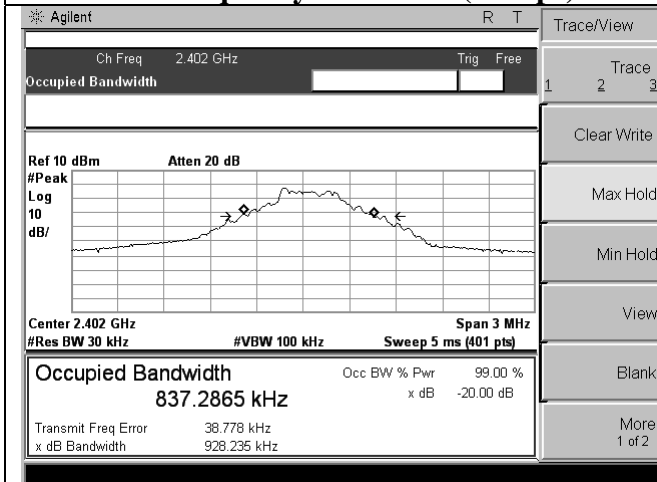 Agilent R T
Ch Freq 2.402 GHz Trig Free
Occupied Bandwidth
Ref 10 dBm Atten 20 dB
#Peak
Log
10
dB/
Center 2.402 GHz Span 3 MHz
#Res BW 30 kHz #VBW 100 kHz Sweep 5 ms (401 pts)
Occupied Bandwidth Occ BW % Pwr 99.00 %
837.2865 kHz x dB -20.00 dB
Transmit Freq Error 38.778 kHz
x dB Bandwidth 928.235 kHz
Trace/View
Trace
1 2 3
Clear Write
Max Hold
Min Hold
View
Blank
More
1 of 2